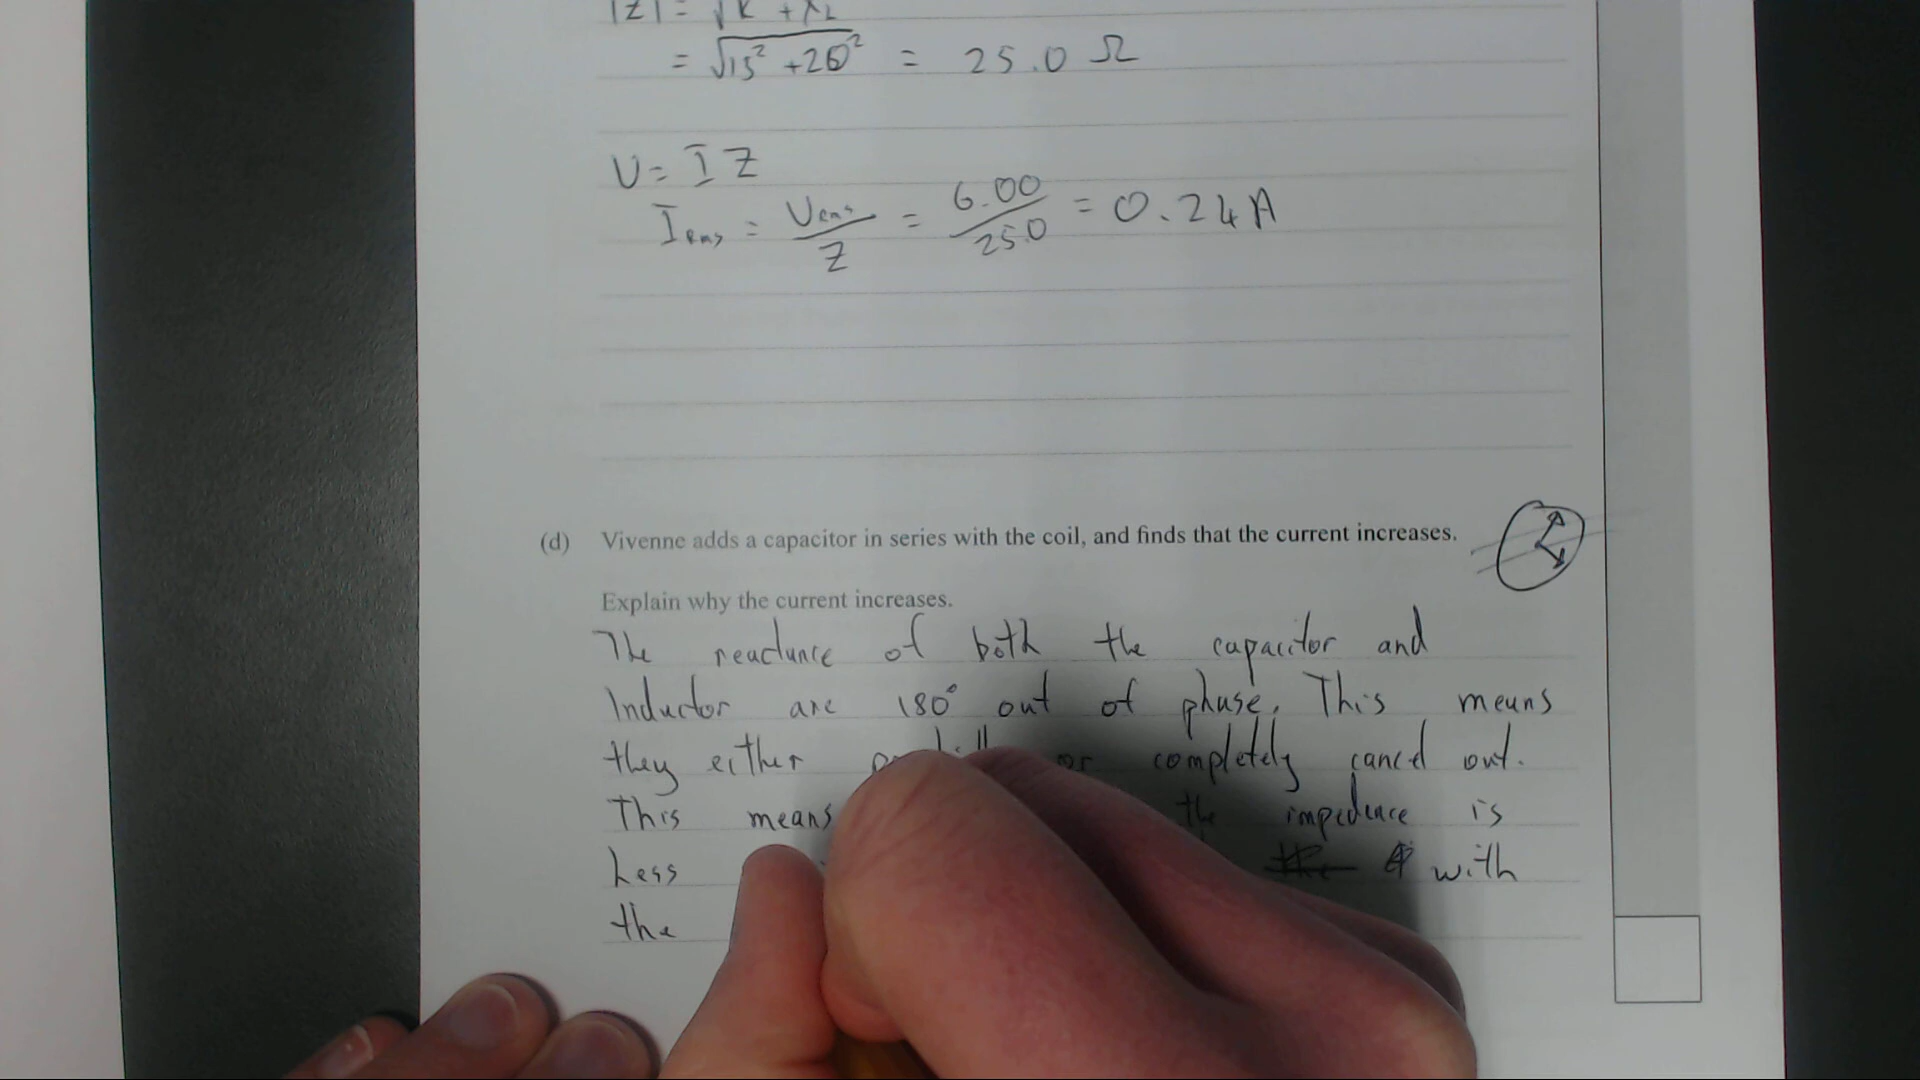 |Z| = √R² + X_L²
= √15² + 20² = 25.0 Ω
V = I Z
I_RMS = V_RMS / Z = 6.00 / 25.0 = 0.24 A
(d) Vivenne adds a capacitor in series with the coil, and finds that the current increases.
Explain why the current increases.
The reactance of both the capacitor and
Inductor are 180° out of phase. This means
they either or completely cancel out.
This means the impedance is
Less with
the